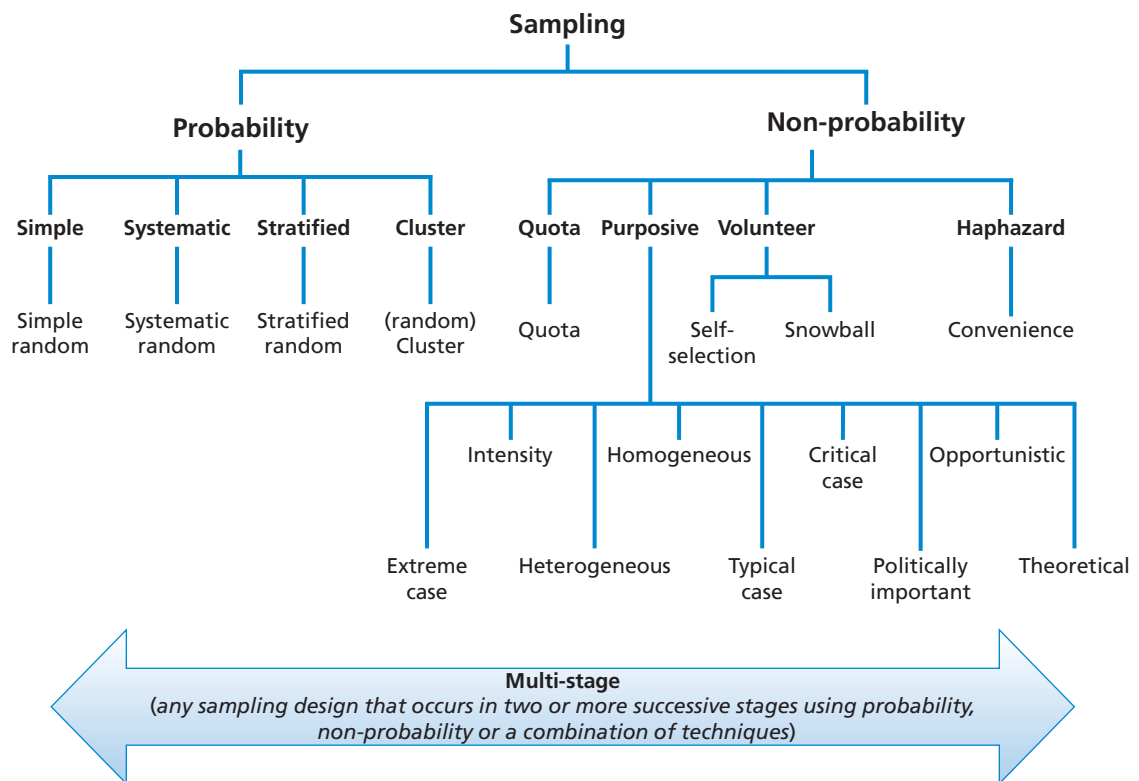 Sampling
Probability
Non-probability
Simple
Systematic
Stratified
Cluster
Quota
Purposive
Volunteer
Haphazard
Simple
random
Systematic
random
Stratified
random
(random)
Cluster
Quota
Self-
selection
Snowball
Convenience
Intensity
Homogeneous
Critical
case
Opportunistic
Extreme
case
Heterogeneous
Typical
case
Politically
important
Theoretical
Multi-stage
(any sampling design that occurs in two or more successive stages using probability,
non-probability or a combination of techniques)